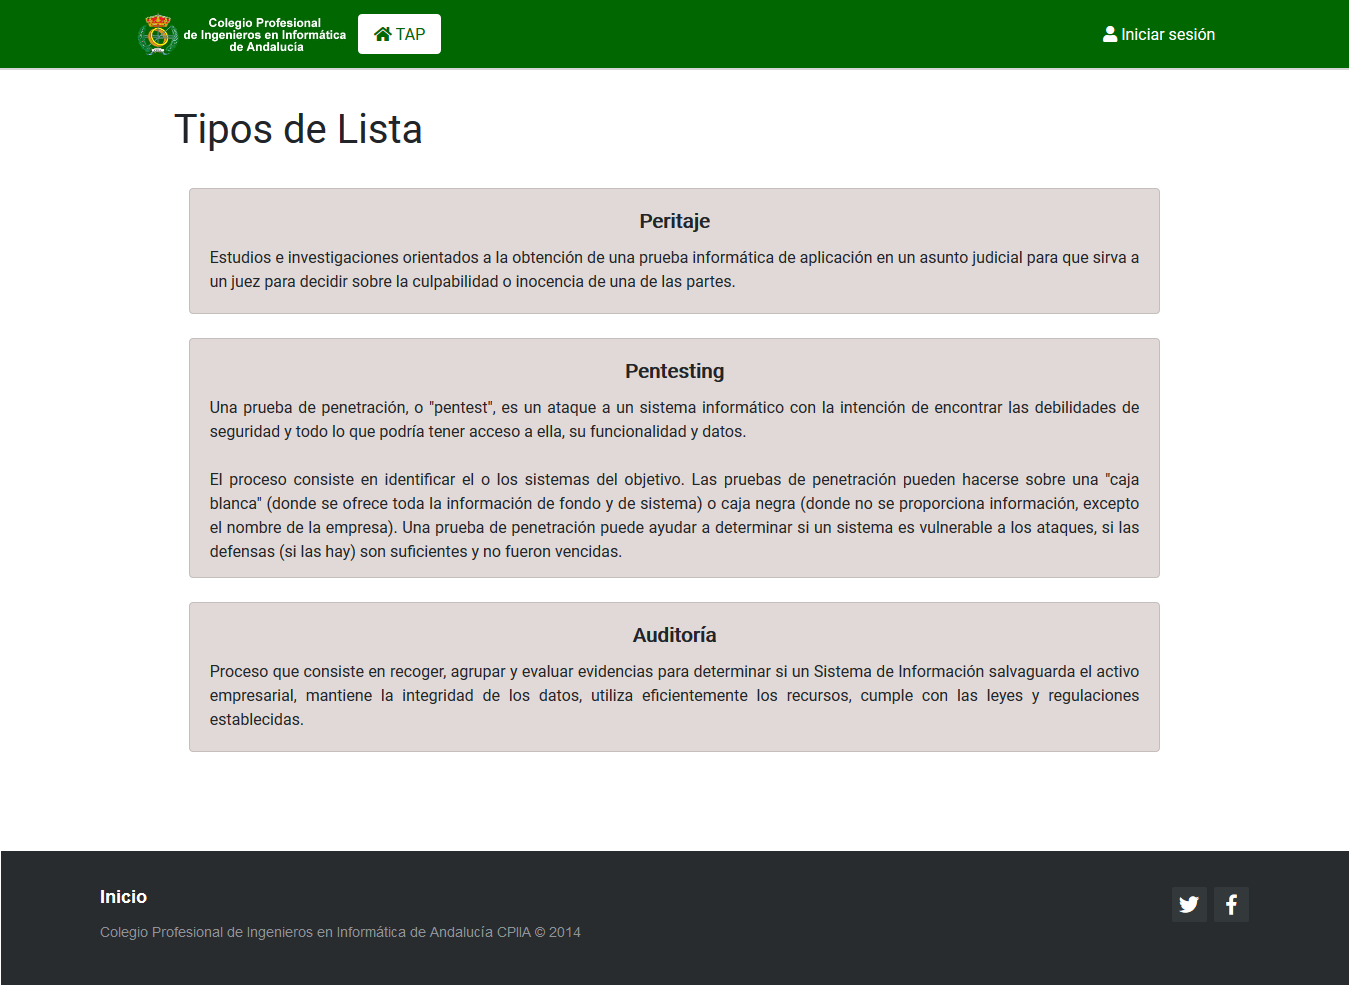 Colegio Profesional
de Ingenieros en Informática
de Andalucía
TAP
Iniciar sesión
Tipos de Lista
Peritaje
Estudios e investigaciones orientados a la obtención de una prueba informática de aplicación en un asunto judicial para que sirva a
un juez para decidir sobre la culpabilidad o inocencia de una de las partes.
Pentesting
Una prueba de penetración, o "pentest", es un ataque a un sistema informático con la intención de encontrar las debilidades de
seguridad y todo lo que podría tener acceso a ella, su funcionalidad y datos.
El proceso consiste en identificar el o los sistemas del objetivo. Las pruebas de penetración pueden hacerse sobre una "caja
blanca" (donde se ofrece toda la información de fondo y de sistema) o caja negra (donde no se proporciona información, excepto
el nombre de la empresa). Una prueba de penetración puede ayudar a determinar si un sistema es vulnerable a los ataques, si las
defensas (si las hay) son suficientes y no fueron vencidas.
Auditoría
Proceso que consiste en recoger, agrupar y evaluar evidencias para determinar si un Sistema de Información salvaguarda el activo
empresarial, mantiene la integridad de los datos, utiliza eficientemente los recursos, cumple con las leyes y regulaciones
establecidas.
Inicio
Colegio Profesional de Ingenieros en Informática de Andalucía CPIIA © 2014